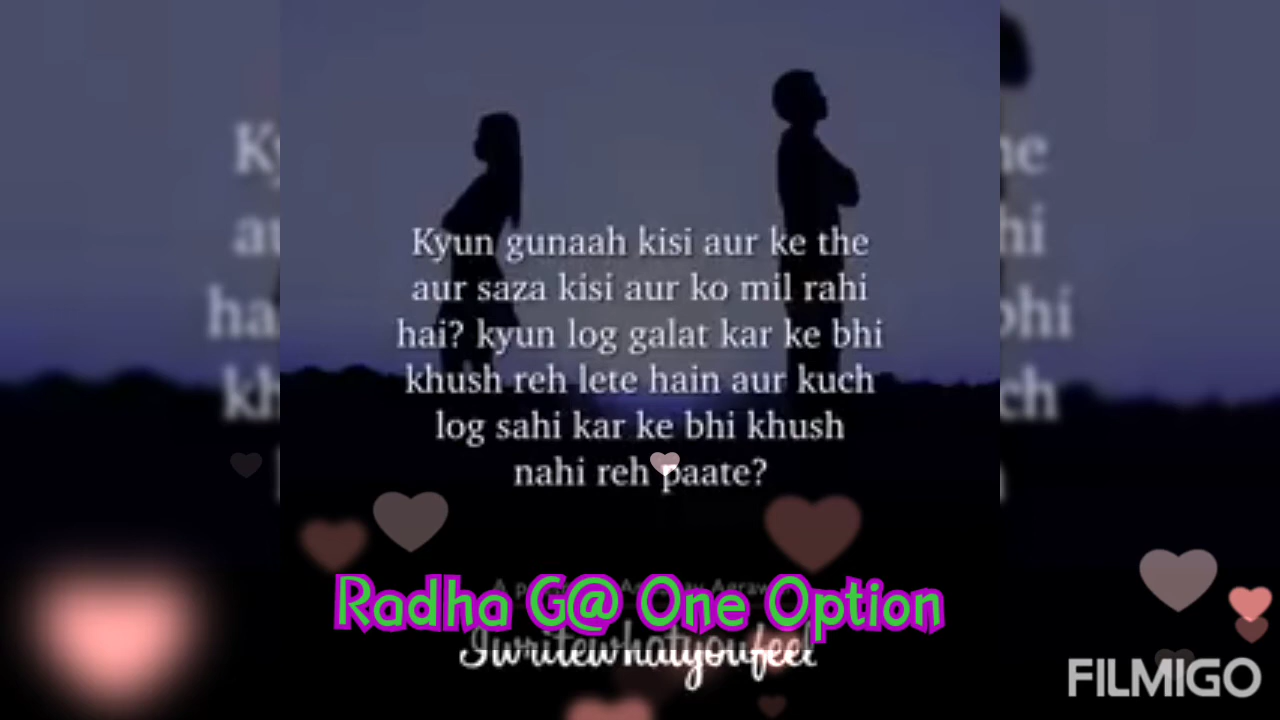 Kyun gunaah kisi aur ke the
aur saza kisi aur ko mil rahi
hai? kyun log galat kar ke bhi
khush reh lete hain aur kuch
log sahi kar ke bhi khush
nahi reh paate?
Radha G@ One Option
Iwritewhatyoufeel
FILMIGO